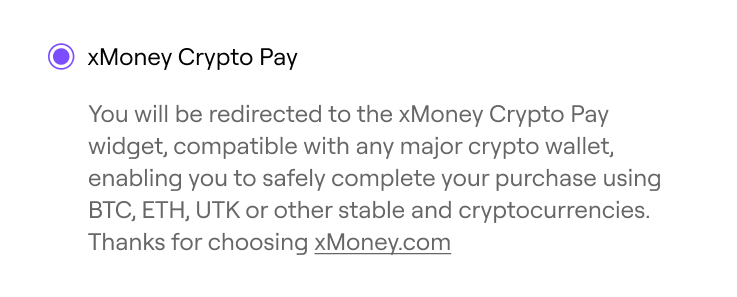 xMoney Crypto Pay
You will be redirected to the xMoney Crypto Pay
widget, compatible with any major crypto wallet,
enabling you to safely complete your purchase using
BTC, ETH, UTK or other stable and cryptocurrencies.
Thanks for choosing xMoney.com